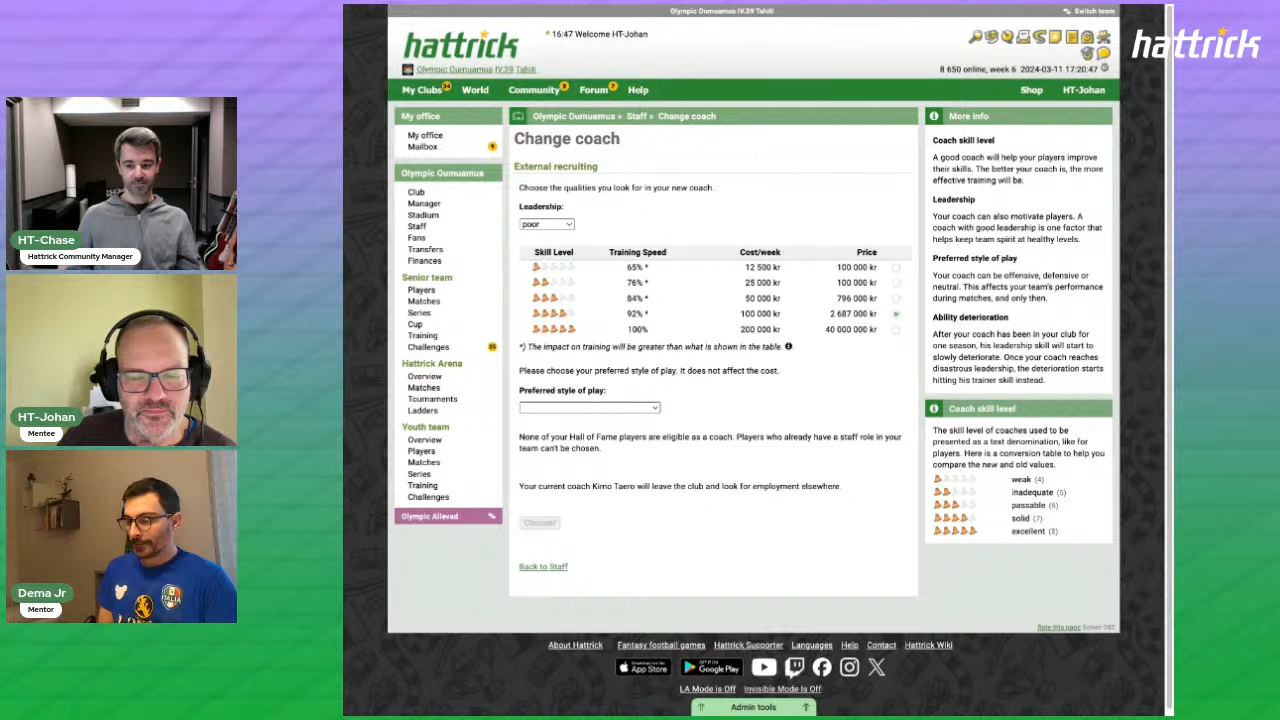 Olympic Oumuamua IV.39 Tahiti
Switch team
hattrick
16:47 Welcome HT-Johan
Olympic Oumuamua IV.39 Tahiti
8 650 online, week 6 2024-03-11 17:20:47
My Clubs 24 World Community 5 Forum 7 Help
Shop HT-Johan
My office
My office
Mailbox 9
Olympic Oumuamua
Club
Manager
Stadium
Staff
Fans
Transfers
Finances
Senior team
Players
Matches
Series
Cup
Training
Challenges 25
Hattrick Arena
Overview
Matches
Tournaments
Ladders
Youth team
Overview
Players
Matches
Series
Training
Challenges
Olympic Allevad
Olympic Oumuamua » Staff » Change coach
Change coach
External recruiting
Choose the qualities you look for in your new coach.
Leadership:
poor
Skill Level Training Speed Cost/week Price
65% * 12 500 kr 100 000 kr
76% * 25 000 kr 100 000 kr
84% * 50 000 kr 796 000 kr
92% * 100 000 kr 2 687 000 kr
100% 200 000 kr 40 000 000 kr
*) The impact on training will be greater than what is shown in the table.
Please choose your preferred style of play. It does not affect the cost.
Preferred style of play:
None of your Hall of Fame players are eligible as a coach. Players who already have a staff role in your
team can't be chosen.
Your current coach Kimo Taero will leave the club and look for employment elsewhere.
Choose!
Back to Staff
More info
Coach skill level
A good coach will help your players improve
their skills. The better your coach is, the more
effective training will be.
Leadership
Your coach can also motivate players. A
coach with good leadership is one factor that
helps keep team spirit at healthy levels.
Preferred style of play
Your coach can be offensive, defensive or
neutral. This affects your team's performance
during matches, and only then.
Ability deterioration
After your coach has been in your club for
one season, his leadership skill will start to
slowly deteriorate. Once your coach reaches
disastrous leadership, the deterioration starts
hitting his trainer skill instead.
Coach skill level
The skill level of coaches used to be
presented as a text denomination, like for
players. Here is a conversion table to help you
compare the new and old values.
weak (4)
inadequate (5)
passable (6)
solid (7)
excellent (8)
Rate this page Server 082
About Hattrick Fantasy football games Hattrick Supporter Languages Help Contact Hattrick Wiki
App Store
GET IT ON
Google Play
LA Mode is Off Invisible Mode Is Off
Admin tools
hattrick
HT-Chase
Hattrick Community Manager
HT-Johan
Mentee
Dema Jr
Mentor
ITALIA